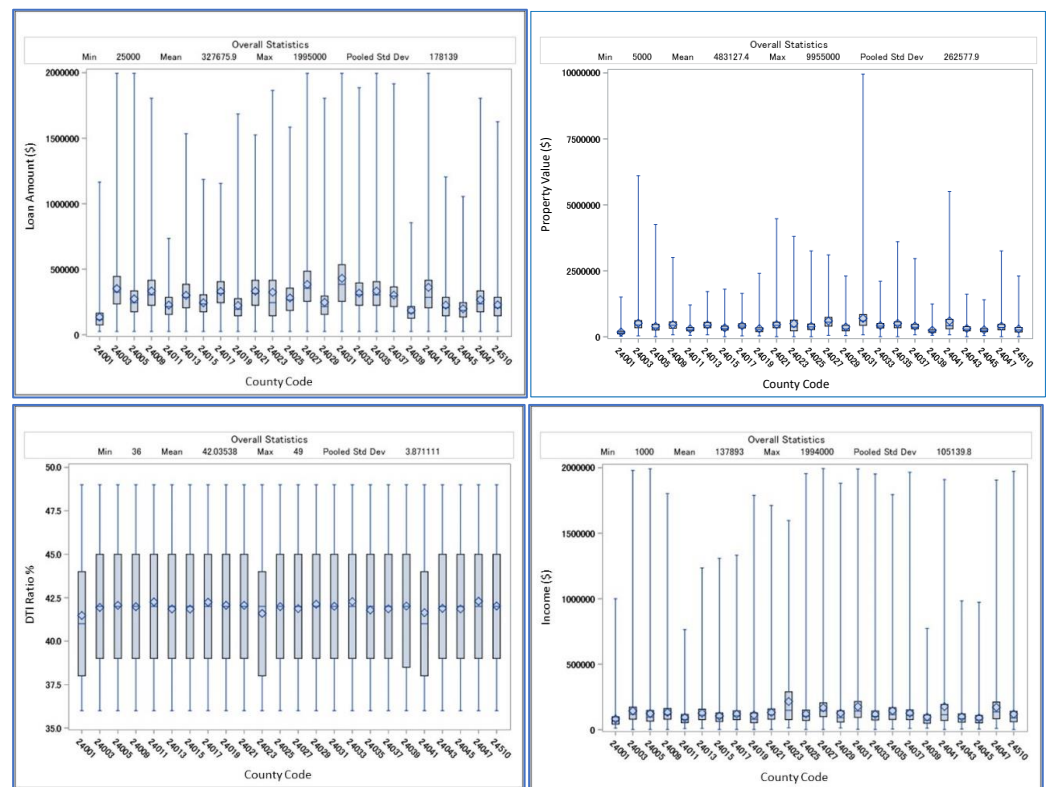 Overall Statistics
Min 25000 Mean 327675.9 Max 1995000 Pooled Std Dev 178139
2000000
1500000
1000000
500000
0
Loan Amount ($)
24001 24003 24005 24009 24011 24013 24015 24017 24019 24021 24023 24025 24027 24029 24031 24033 24035 24037 24039 24041 24043 24045 24047 24510
County Code
Overall Statistics
Min 5000 Mean 483127.4 Max 9955000 Pooled Std Dev 262577.9
10000000
7500000
5000000
2500000
0
Property Value ($)
24001 24003 24005 24009 24011 24013 24015 24017 24019 24021 24023 24025 24027 24029 24031 24033 24035 24037 24039 24041 24043 24045 24047 24510
County Code
Overall Statistics
Min 36 Mean 42.03538 Max 49 Pooled Std Dev 3.871111
50.0
45.0
42.5
40.0
37.5
35.0
DTI Ratio %
24001 24003 24005 24009 24011 24013 24015 24017 24019 24021 24023 24025 24027 24029 24031 24033 24035 24037 24039 24041 24043 24045 24047 24510
County Code
Overall Statistics
Min 1000 Mean 137893 Max 1994000 Pooled Std Dev 105139.8
2000000
1500000
1000000
500000
0
Income ($)
24001 24003 24005 24009 24011 24013 24015 24017 24019 24021 24023 24025 24027 24029 24031 24033 24035 24037 24039 24041 24043 24045 24047 24510
County Code